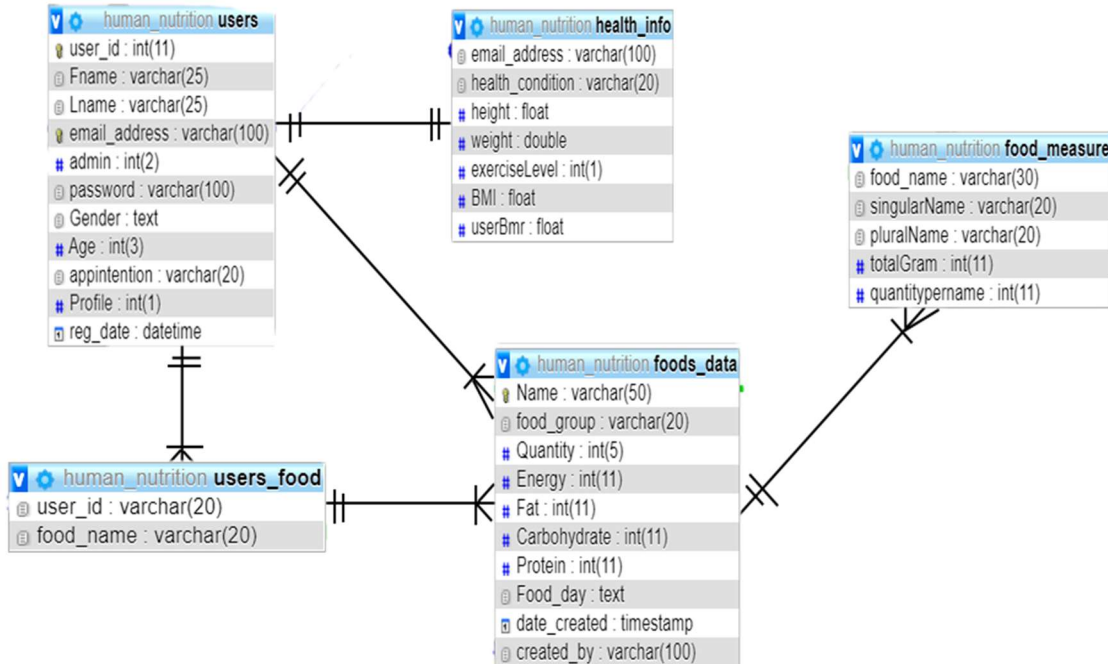 human_nutrition users
user_id : int(11)
Fname : varchar(25)
Lname : varchar(25)
email_address : varchar(100)
admin : int(2)
password : varchar(100)
Gender : text
Age : int(3)
appintention : varchar(20)
Profile : int(1)
reg_date : datetime
human_nutrition health_info
email_address : varchar(100)
health_condition : varchar(20)
height : float
weight : double
exerciseLevel : int(1)
BMI : float
userBmr : float
human_nutrition food_measure
food_name : varchar(30)
singularName : varchar(20)
pluralName : varchar(20)
totalGram : int(11)
quantitypername : int(11)
human_nutrition users_food
user_id : varchar(20)
food_name : varchar(20)
human_nutrition foods_data
Name : varchar(50)
food_group : varchar(20)
Quantity : int(5)
Energy : int(11)
Fat : int(11)
Carbohydrate : int(11)
Protein : int(11)
Food_day : text
date_created : timestamp
created_by : varchar(100)